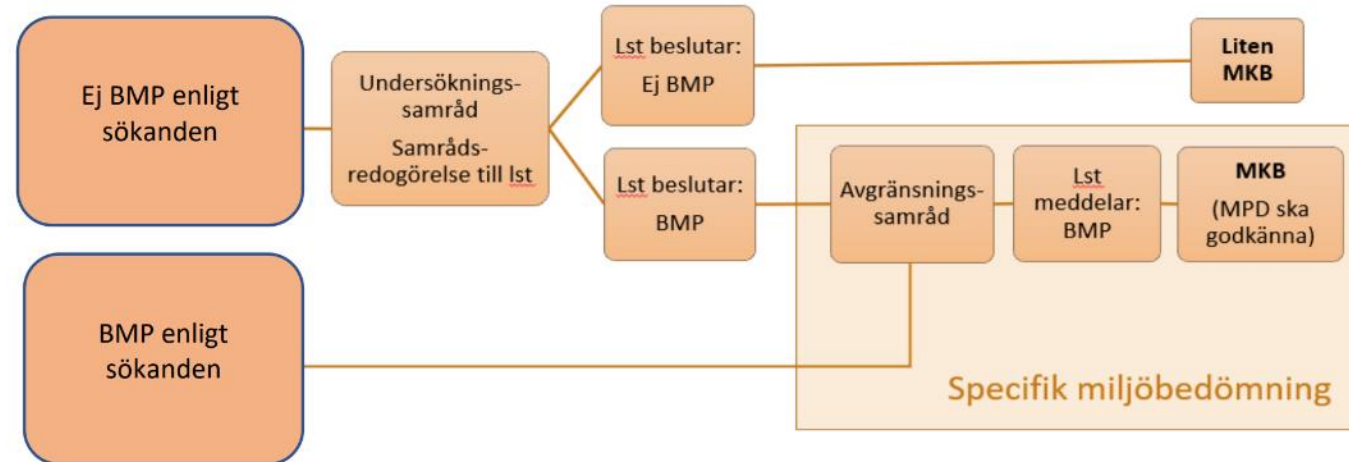 Ej BMP enligt
sökanden
Undersöknings-
samråd
Samråds-
redogörelse till lst
Lst beslutar:
Ej BMP
Liten
MKB
Lst beslutar:
BMP
Avgränsnings-
samråd
Lst
meddelar:
BMP
MKB
(MPD ska
godkänna)
BMP enligt
sökanden
Specifik miljöbedömning